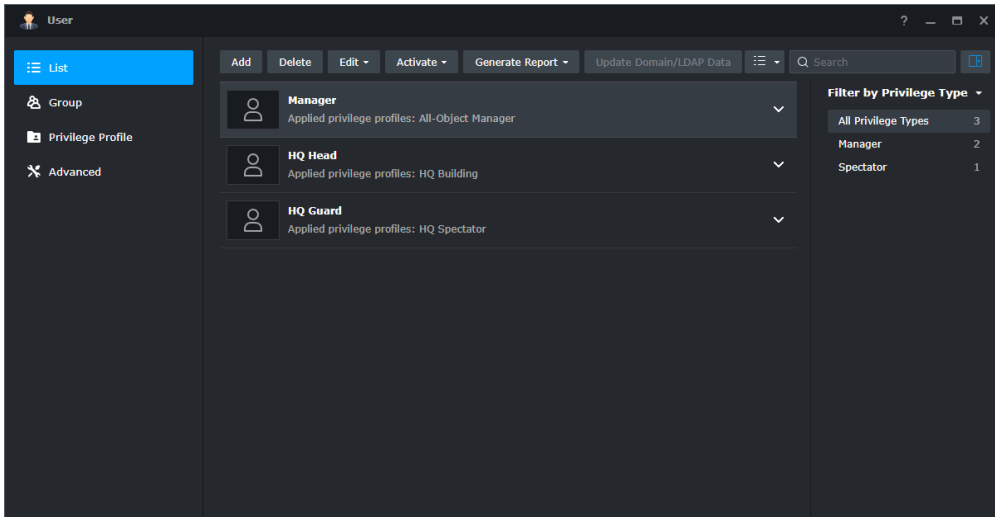 User
?
List
Group
Privilege Profile
Advanced
Add Delete Edit Activate Generate Report Update Domain/LDAP Data Search
Manager
Applied privilege profiles: All-Object Manager
HQ Head
Applied privilege profiles: HQ Building
HQ Guard
Applied privilege profiles: HQ Spectator
Filter by Privilege Type
All Privilege Types 3
Manager 2
Spectator 1